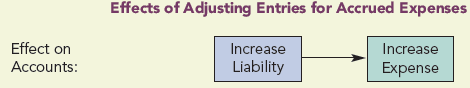 Effects of Adjusting Entries for Accrued Expenses
Effect on
Accounts:
Increase
Liability
Increase
Expense